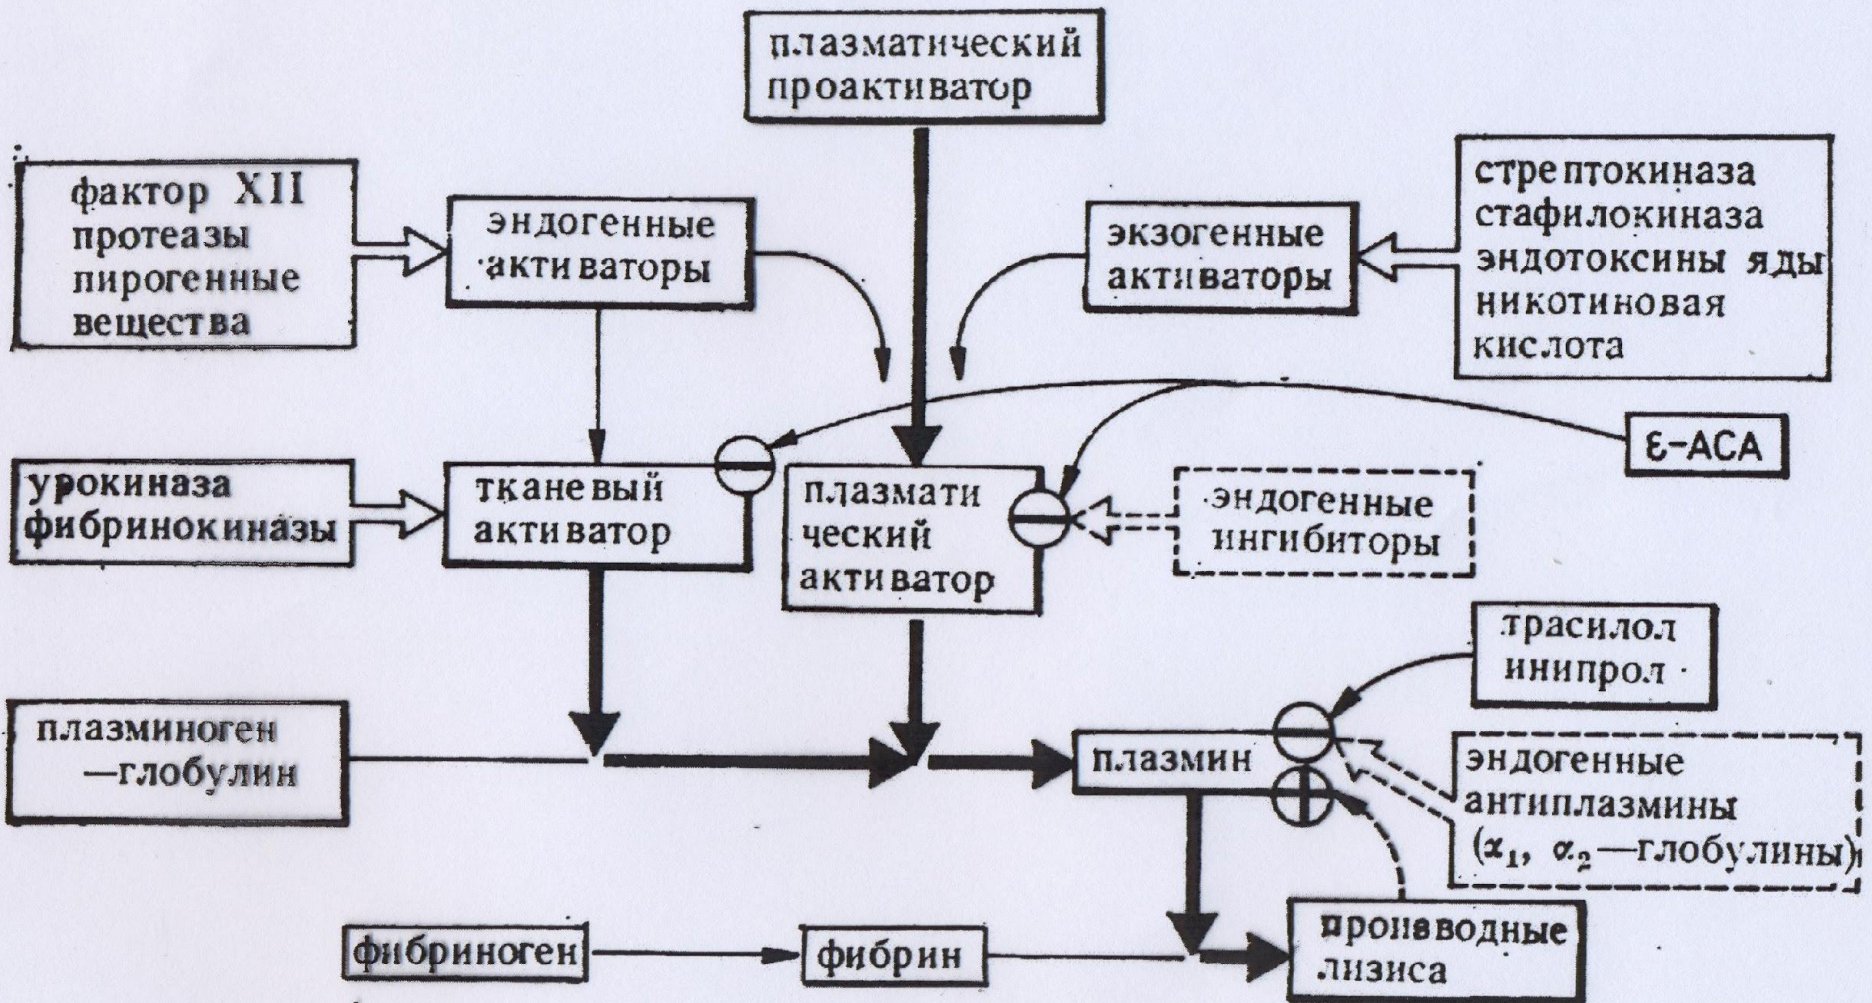 плазматический
проактиватор
фактор XII
протеазы
пирогенные
вещества
эндогенные
активаторы
экзогенные
активаторы
стрептокиназа
стафилокиназа
эндотоксины яды
никотиновая
кислота
ε-АСА
урокиназа
фибринокиназы
тканевый
активатор
плазмати
ческий
активатор
эндогенные
ингибиторы
трасилол
инипрол
плазминоген
—глобулин
плазмин
эндогенные
антиплазмины
(α₁, α₂—глобулины)
фибриноген
фибрин
производные
лизиса